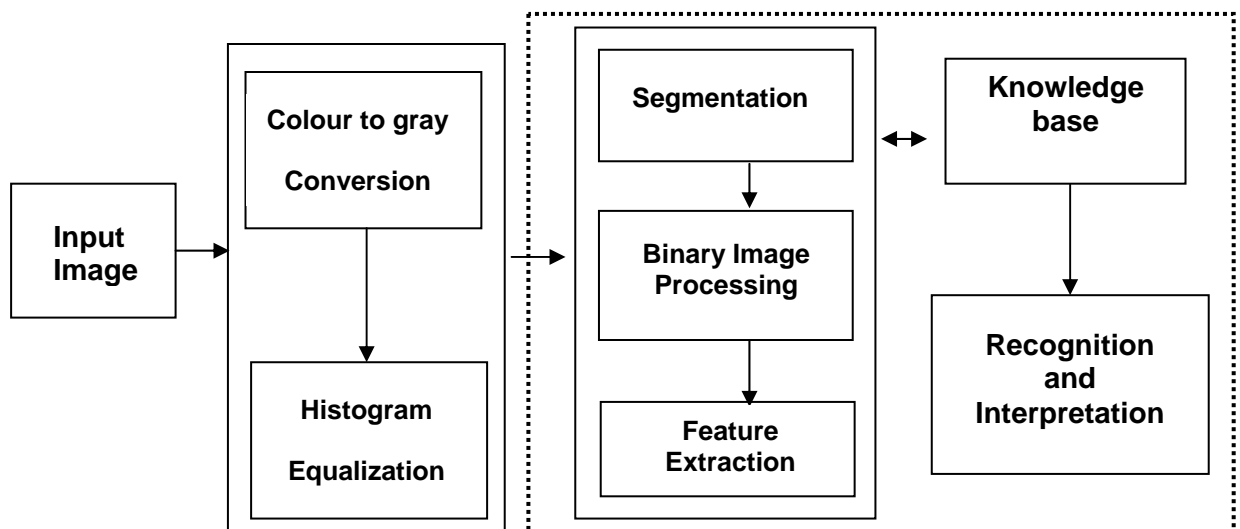 Input
Image
Colour to gray
Conversion
Histogram
Equalization
Segmentation
Binary Image
Processing
Feature
Extraction
Knowledge
base
Recognition
and
Interpretation